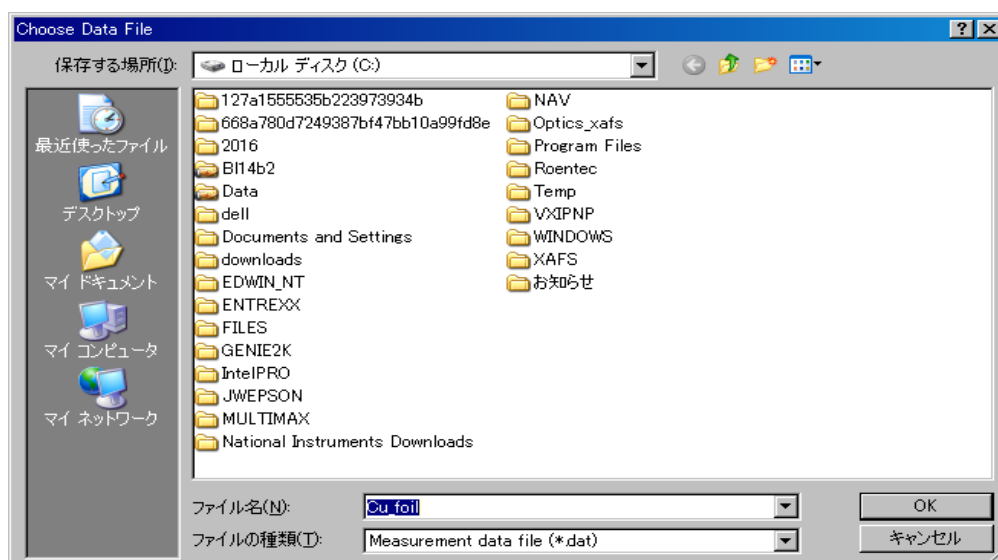 Choose Data File
保存する場所(I):
ローカル ディスク (C:)
最近使ったファイル
デスクトップ
マイ ドキュメント
マイ コンピュータ
マイ ネットワーク
127a1555535b223973934b
668a780d7249387bf47bb10a99fd8e
2016
Bl14b2
Data
dell
Documents and Settings
downloads
EDWIN_NT
ENTREXX
FILES
GENIE2K
IntelPRO
JWEPSON
MULTIMAX
National Instruments Downloads
NAV
Optics_xafs
Program Files
Roentec
Temp
VXIPNP
WINDOWS
XAFS
お知らせ
ファイル名(N):
Cu_foil
OK
ファイルの種類(T):
Measurement data file (*.dat)
キャンセル